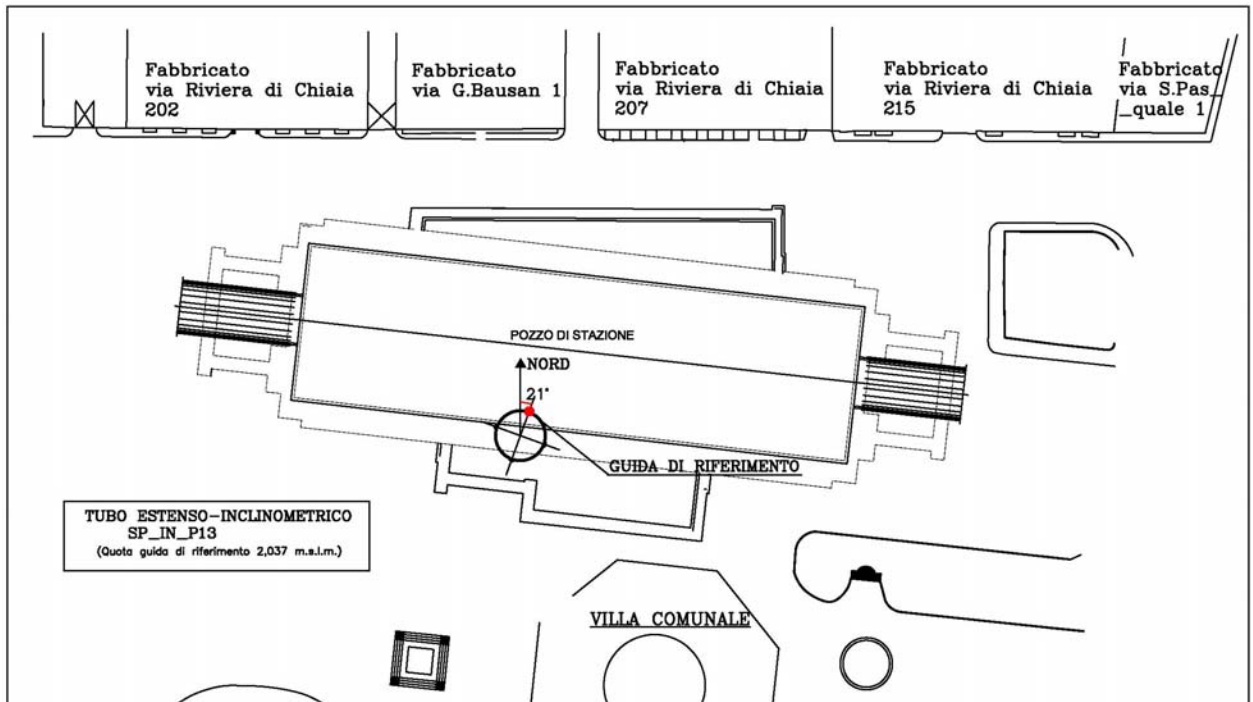 Fabbricato
via Riviera di Chiaia
202
Fabbricato
via G.Bausan 1
Fabbricato
via Riviera di Chiaia
207
Fabbricato
via Riviera di Chiaia
215
Fabbricato
via S.Pas_
_quale 1
POZZO DI STAZIONE
NORD
21°
GUIDA DI RIFERIMENTO
TUBO ESTENSO-INCLINOMETRICO
SP_IN_P13
(Quota guida di riferimento 2,037 m.s.l.m.)
VILLA COMUNALE